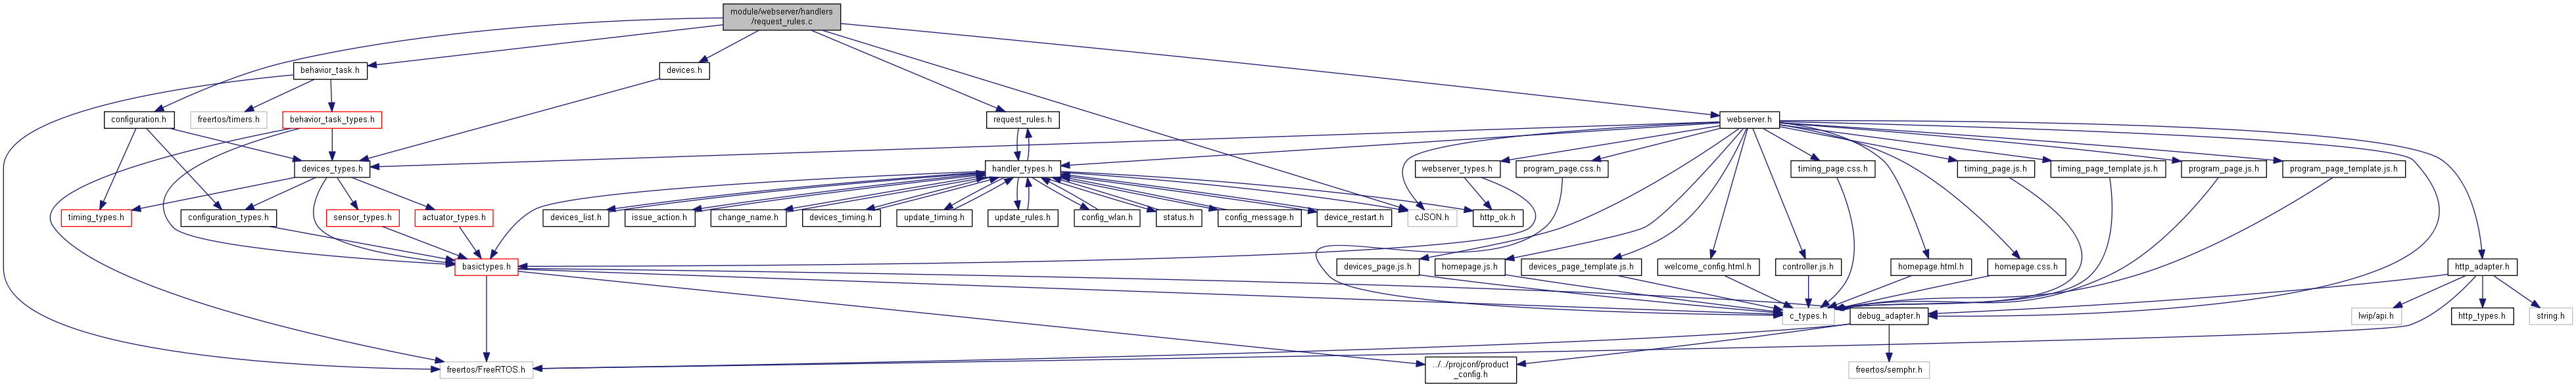 module/webserver/handlers
/request_rules.c
behavior_task.h
devices.h
configuration.h
freertos/timers.h
behavior_task_types.h
request_rules.h
webserver.h
devices_types.h
handler_types.h
webserver_types.h
program_page.css.h
timing_page.css.h
timing_page.js.h
timing_page_template.js.h
program_page.js.h
program_page_template.js.h
timing_types.h
configuration_types.h
sensor_types.h
actuator_types.h
devices_list.h
issue_action.h
change_name.h
devices_timing.h
update_timing.h
update_rules.h
config_wlan.h
status.h
config_message.h
device_restart.h
cJSON.h
http_ok.h
basictypes.h
devices_page.js.h
homepage.js.h
devices_page_template.js.h
welcome_config.html.h
controller.js.h
homepage.html.h
homepage.css.h
http_adapter.h
c_types.h
debug_adapter.h
lwip/api.h
http_types.h
string.h
freertos/FreeRTOS.h
../../projconf/product
_config.h
freertos/semphr.h